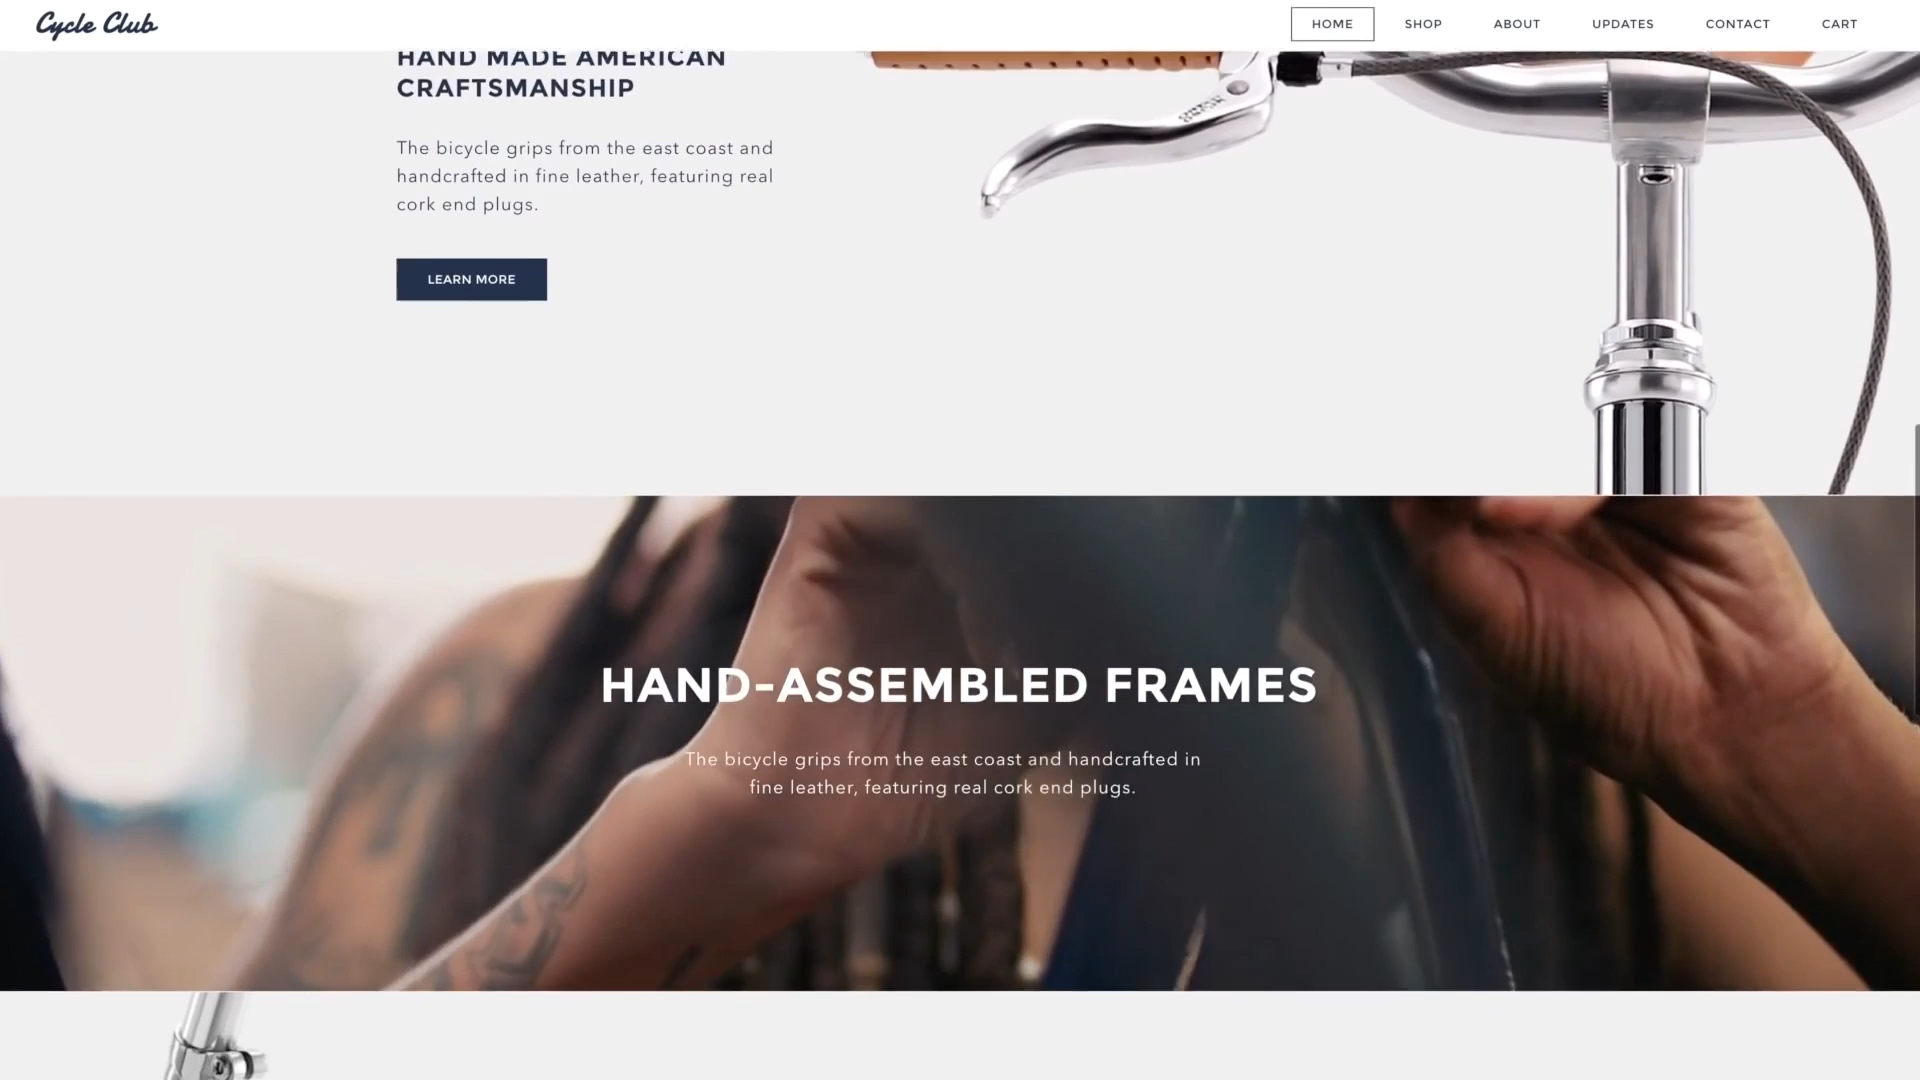 Cycle Club
HOME
SHOP
ABOUT
UPDATES
CONTACT
CART
HAND MADE AMERICAN
CRAFTSMANSHIP
The bicycle grips from the east coast and
handcrafted in fine leather, featuring real
cork end plugs.
LEARN MORE
HAND-ASSEMBLED FRAMES
The bicycle grips from the east coast and handcrafted in
fine leather, featuring real cork end plugs.